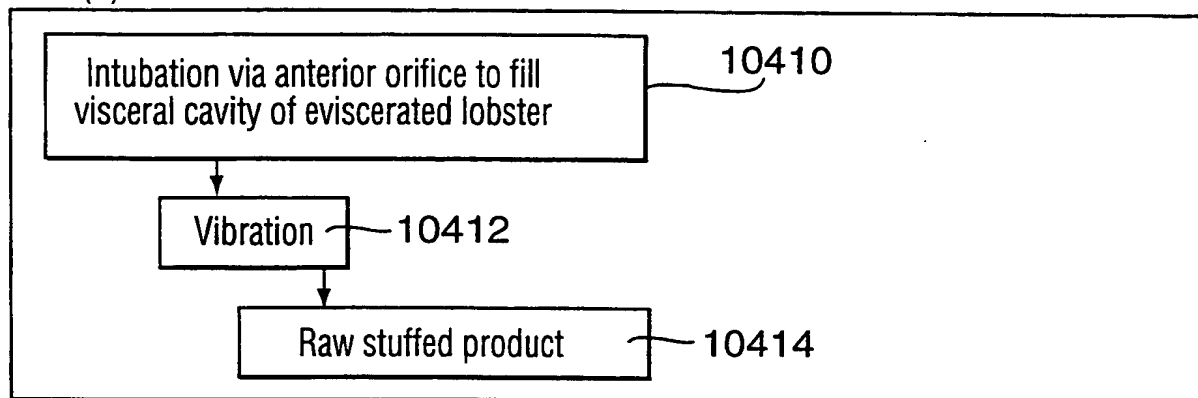 Intubation via anterior orifice to fill
visceral cavity of eviscerated lobster
10410
Vibration
10412
Raw stuffed product
10414